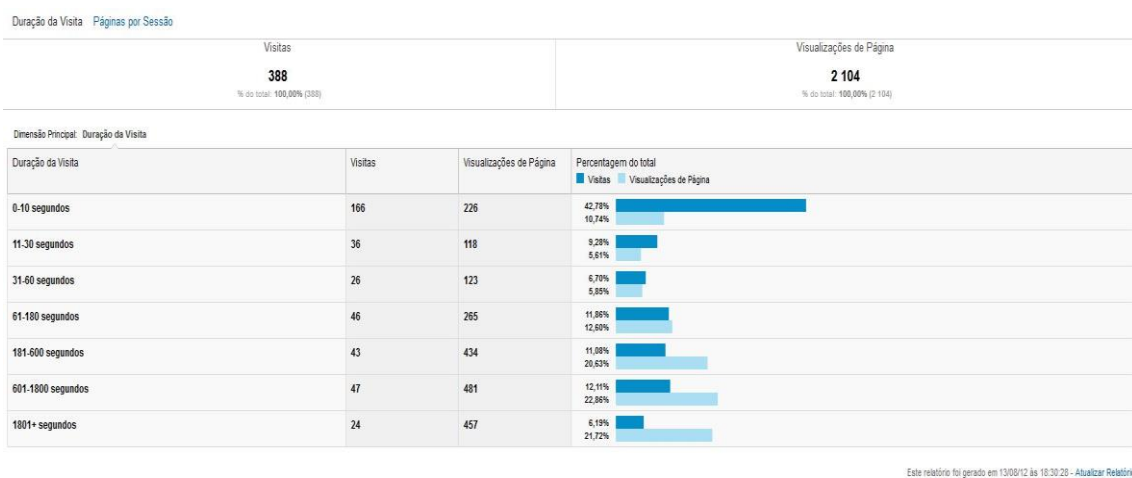 Duração da Visita Páginas por Sessão
Visitas Visualizações de Página
388 2 104
% do total: 100,00% (388) % do total: 100,00% (2 104)
Dimensão Principal: Duração da Visita
Duração da Visita Visitas Visualizações de Página Percentagem do total
Visitas Visualizações de Página
0-10 segundos 166 226 42,78%
10,74%
11-30 segundos 36 118 9,28%
5,61%
31-60 segundos 26 123 6,70%
5,85%
61-180 segundos 46 265 11,86%
12,60%
181-600 segundos 43 434 11,08%
20,63%
601-1800 segundos 47 481 12,11%
22,86%
1801+ segundos 24 457 6,19%
21,72%
Este relatório foi gerado em 13/08/12 às 18:30:28 - Atualizar Relatório